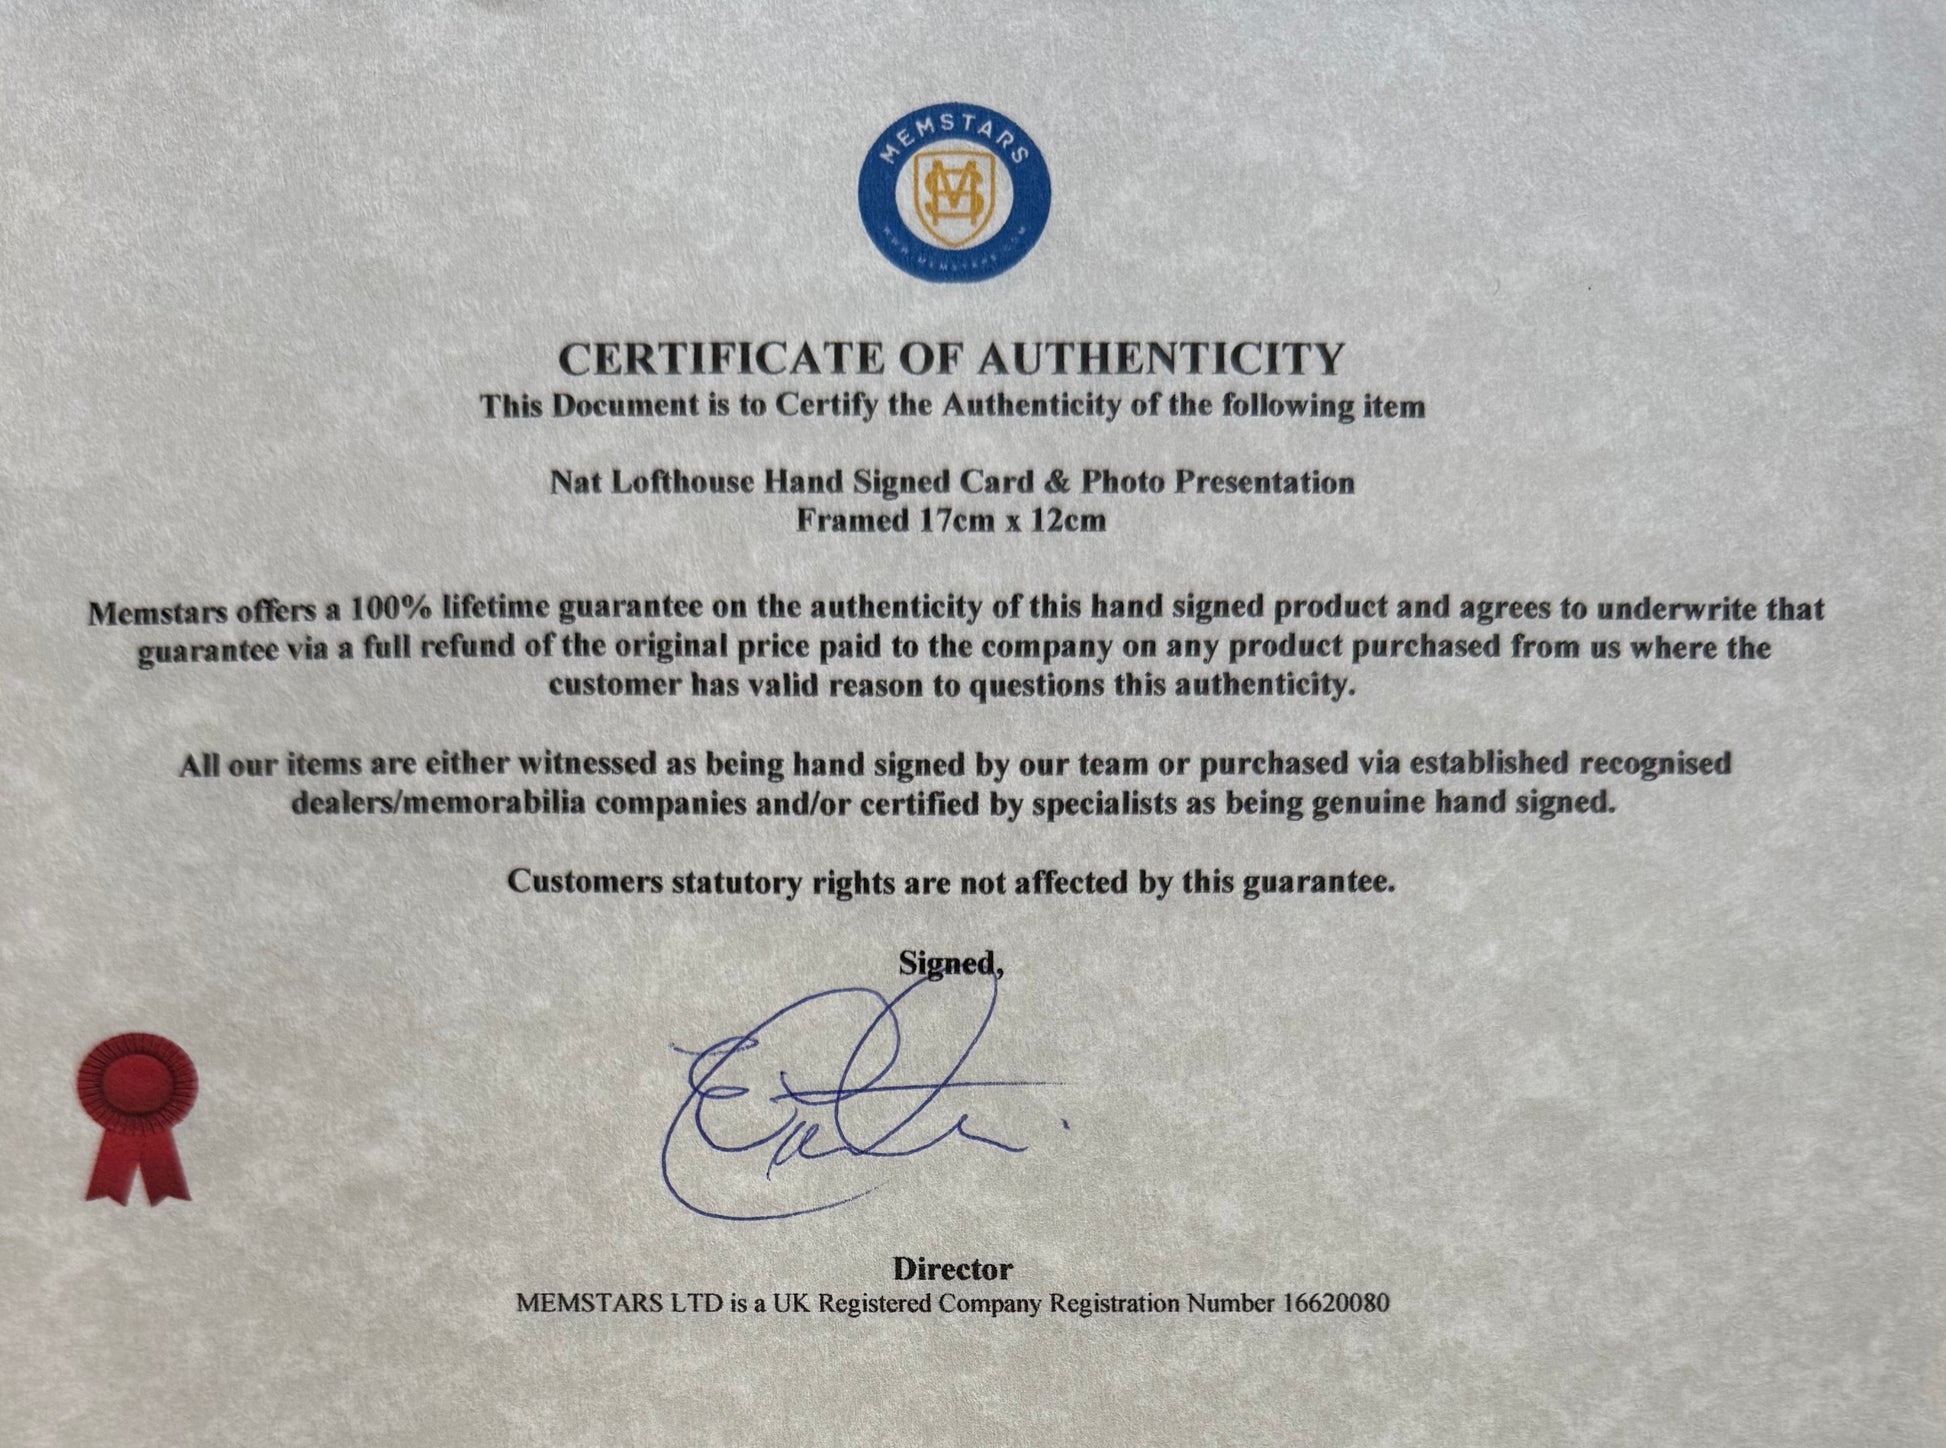 MEMSTARS
MS
WWW.MEMSTARS.COM
CERTIFICATE OF AUTHENTICITY
This Document is to Certify the Authenticity of the following item
Nat Lofthouse Hand Signed Card & Photo Presentation
Framed 17cm x 12cm
Memstars offers a 100% lifetime guarantee on the authenticity of this hand signed product and agrees to underwrite that
guarantee via a full refund of the original price paid to the company on any product purchased from us where the
customer has valid reason to questions this authenticity.
All our items are either witnessed as being hand signed by our team or purchased via established recognised
dealers/memorabilia companies and/or certified by specialists as being genuine hand signed.
Customers statutory rights are not affected by this guarantee.
Signed,
Director
MEMSTARS LTD is a UK Registered Company Registration Number 16620080